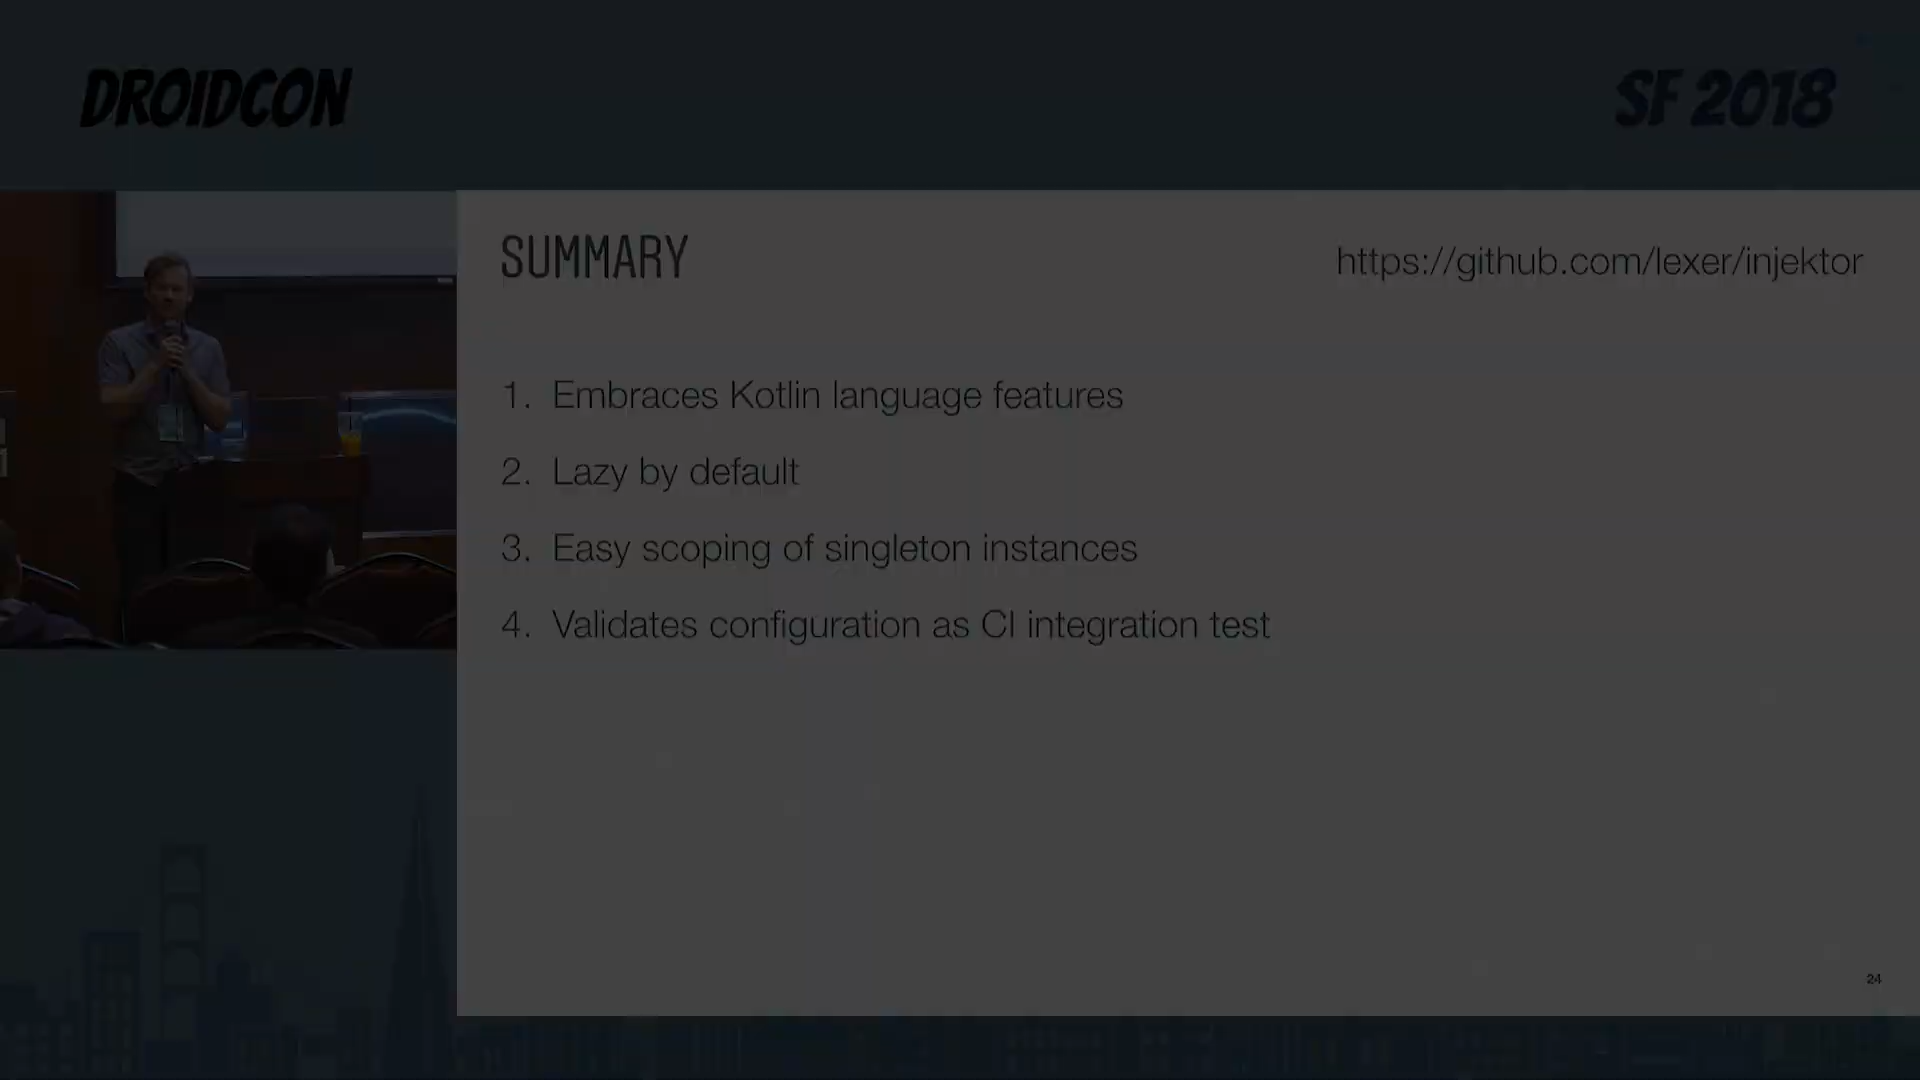 DROIDCON
SF 2018
SUMMARY
https://github.com/lexer/injektor
1. Embraces Kotlin language features
2. Lazy by default
3. Easy scoping of singleton instances
4. Validates configuration as CI integration test
24